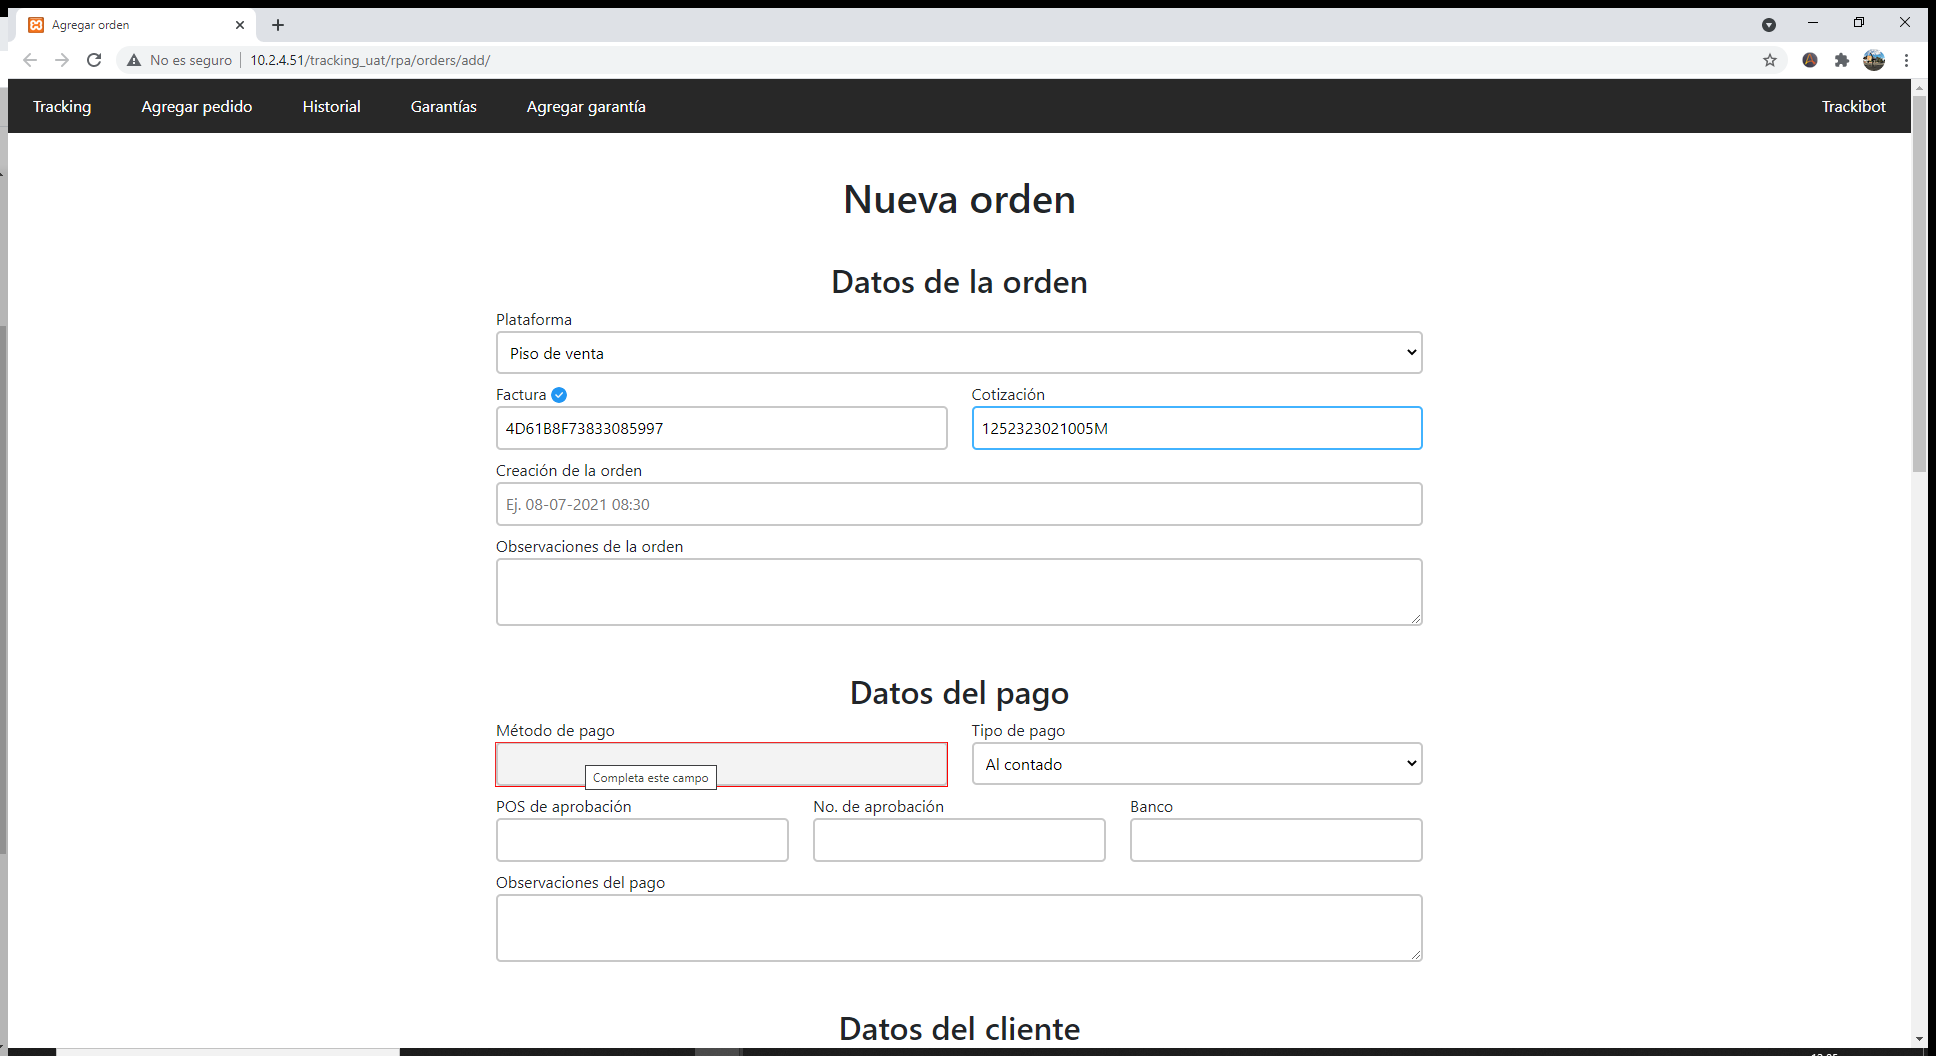 Agregar orden
No es seguro 10.2.4.51/tracking_uat/rpa/orders/add/
Tracking Agregar pedido Historial Garantías Agregar garantía Trackibot
Nueva orden
Datos de la orden
Plataforma
Piso de venta
Factura Cotización
4D61B8F73833085997 1252323021005M
Creación de la orden
Ej. 08-07-2021 08:30
Observaciones de la orden
Datos del pago
Método de pago Tipo de pago
Al contado
Completa este campo
POS de aprobación No. de aprobación Banco
Observaciones del pago
Datos del cliente